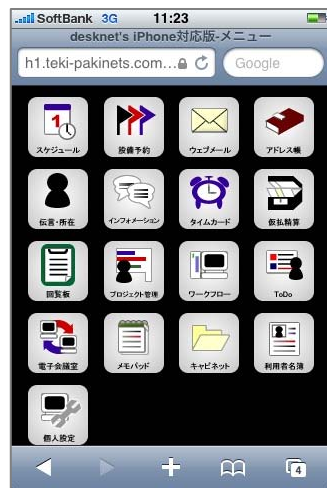 SoftBank 3G 11:23
desknet's iPhone対応版-メニュー
h1.teki-pakinets.com... Google
1
スケジュール 設備予約 ウェブメール アドレス帳
伝言・所在 インフォメーション タイムカード 仮払精算
回覧板 プロジェクト管理 ワークフロー ToDo
電子会議室 メモパッド キャビネット 利用者名簿
個人設定
4